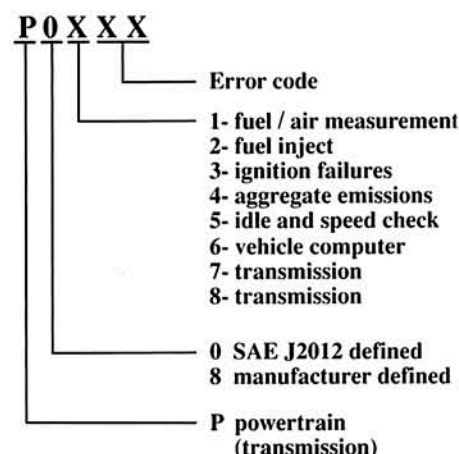 P 0 X X X
Error code
1- fuel / air measurement
2- fuel inject
3- ignition failures
4- aggregate emissions
5- idle and speed check
6- vehicle computer
7- transmission
8- transmission
0 SAE J2012 defined
8 manufacturer defined
P powertrain
(transmission)